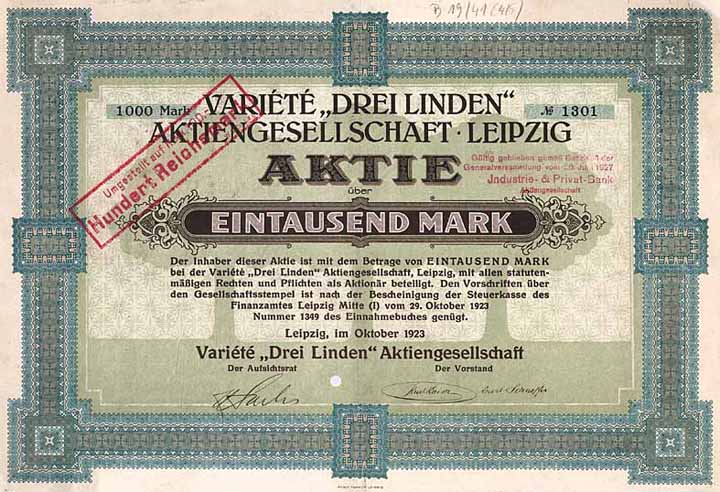 B 19/41 (45)
1000 Mark
VARIÉTÉ „DREI LINDEN“
№ 1301
AKTIENGESELLSCHAFT · LEIPZIG
Umgestellt auf
Hundert Reichsmark
AKTIE
Gültig geblieben gemäß der
Generalversammlung vom 1927
Jndustrie- & Privat-Bank
Aktiengesellschaft
über
EINTAUSEND MARK
Der Inhaber dieser Aktie ist mit dem Betrage von EINTAUSEND MARK
bei der Variété „Drei Linden“ Aktiengesellschaft, Leipzig, mit allen statuten-
mäßigen Rechten und Pflichten als Aktionär beteiligt. Den Vorschriften über
den Gesellschaftsstempel ist nach der Bescheinigung der Steuerkasse des
Finanzamtes Leipzig Mitte (I) vom 29. Oktober 1923
Nummer 1349 des Einnahmebuches genügt.
Leipzig, im Oktober 1923
Variété „Drei Linden“ Aktiengesellschaft
Der Aufsichtsrat
Der Vorstand